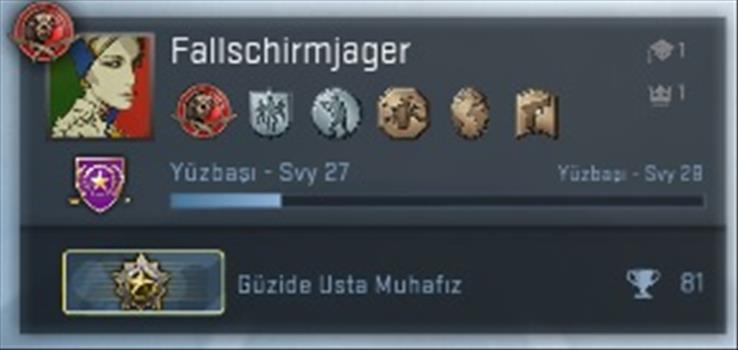 Fallschirmjager
1
1
Yüzbaşı - Svy 27
Yüzbaşı - Svy 28
Güzide Usta Muhafız
81